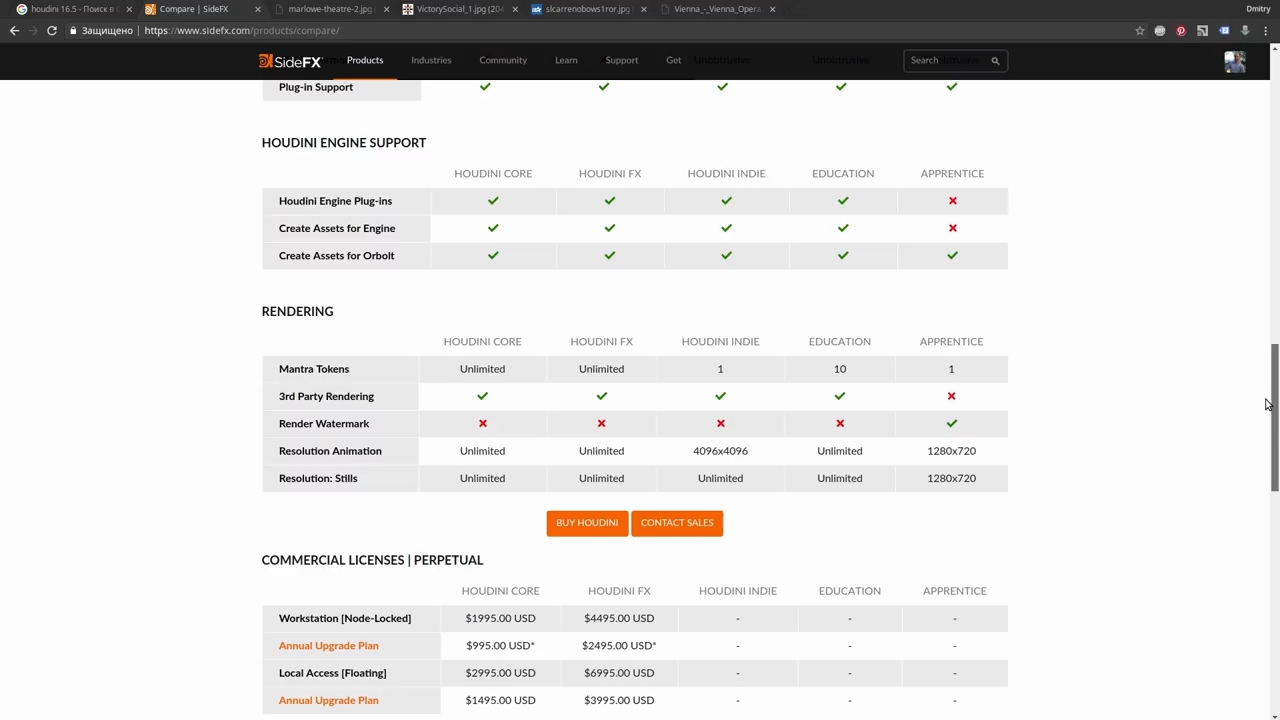 houdini 16.5 - Поиск в G
Compare | SideFX
marlowe-theatre-2.jpg (
VictorySocial_1.jpg (204
slcarrenobows1ror.jpg (
Vienna_-_Vienna_Opera_
Dmitry
Защищено https://www.sidefx.com/products/compare/
SideFX Products Industries Community Learn Support Get Search
Plug-in Support
HOUDINI ENGINE SUPPORT
HOUDINI CORE HOUDINI FX HOUDINI INDIE EDUCATION APPRENTICE
Houdini Engine Plug-ins
Create Assets for Engine
Create Assets for Orbolt
RENDERING
HOUDINI CORE HOUDINI FX HOUDINI INDIE EDUCATION APPRENTICE
Mantra Tokens Unlimited Unlimited 1 10 1
3rd Party Rendering
Render Watermark
Resolution Animation Unlimited Unlimited 4096x4096 Unlimited 1280x720
Resolution: Stills Unlimited Unlimited Unlimited Unlimited 1280x720
BUY HOUDINI CONTACT SALES
COMMERCIAL LICENSES | PERPETUAL
HOUDINI CORE HOUDINI FX HOUDINI INDIE EDUCATION APPRENTICE
Workstation [Node-Locked] $1995.00 USD $4495.00 USD - - -
Annual Upgrade Plan $995.00 USD* $2495.00 USD* - - -
Local Access [Floating] $2995.00 USD $6995.00 USD - - -
Annual Upgrade Plan $1495.00 USD $3995.00 USD - - -